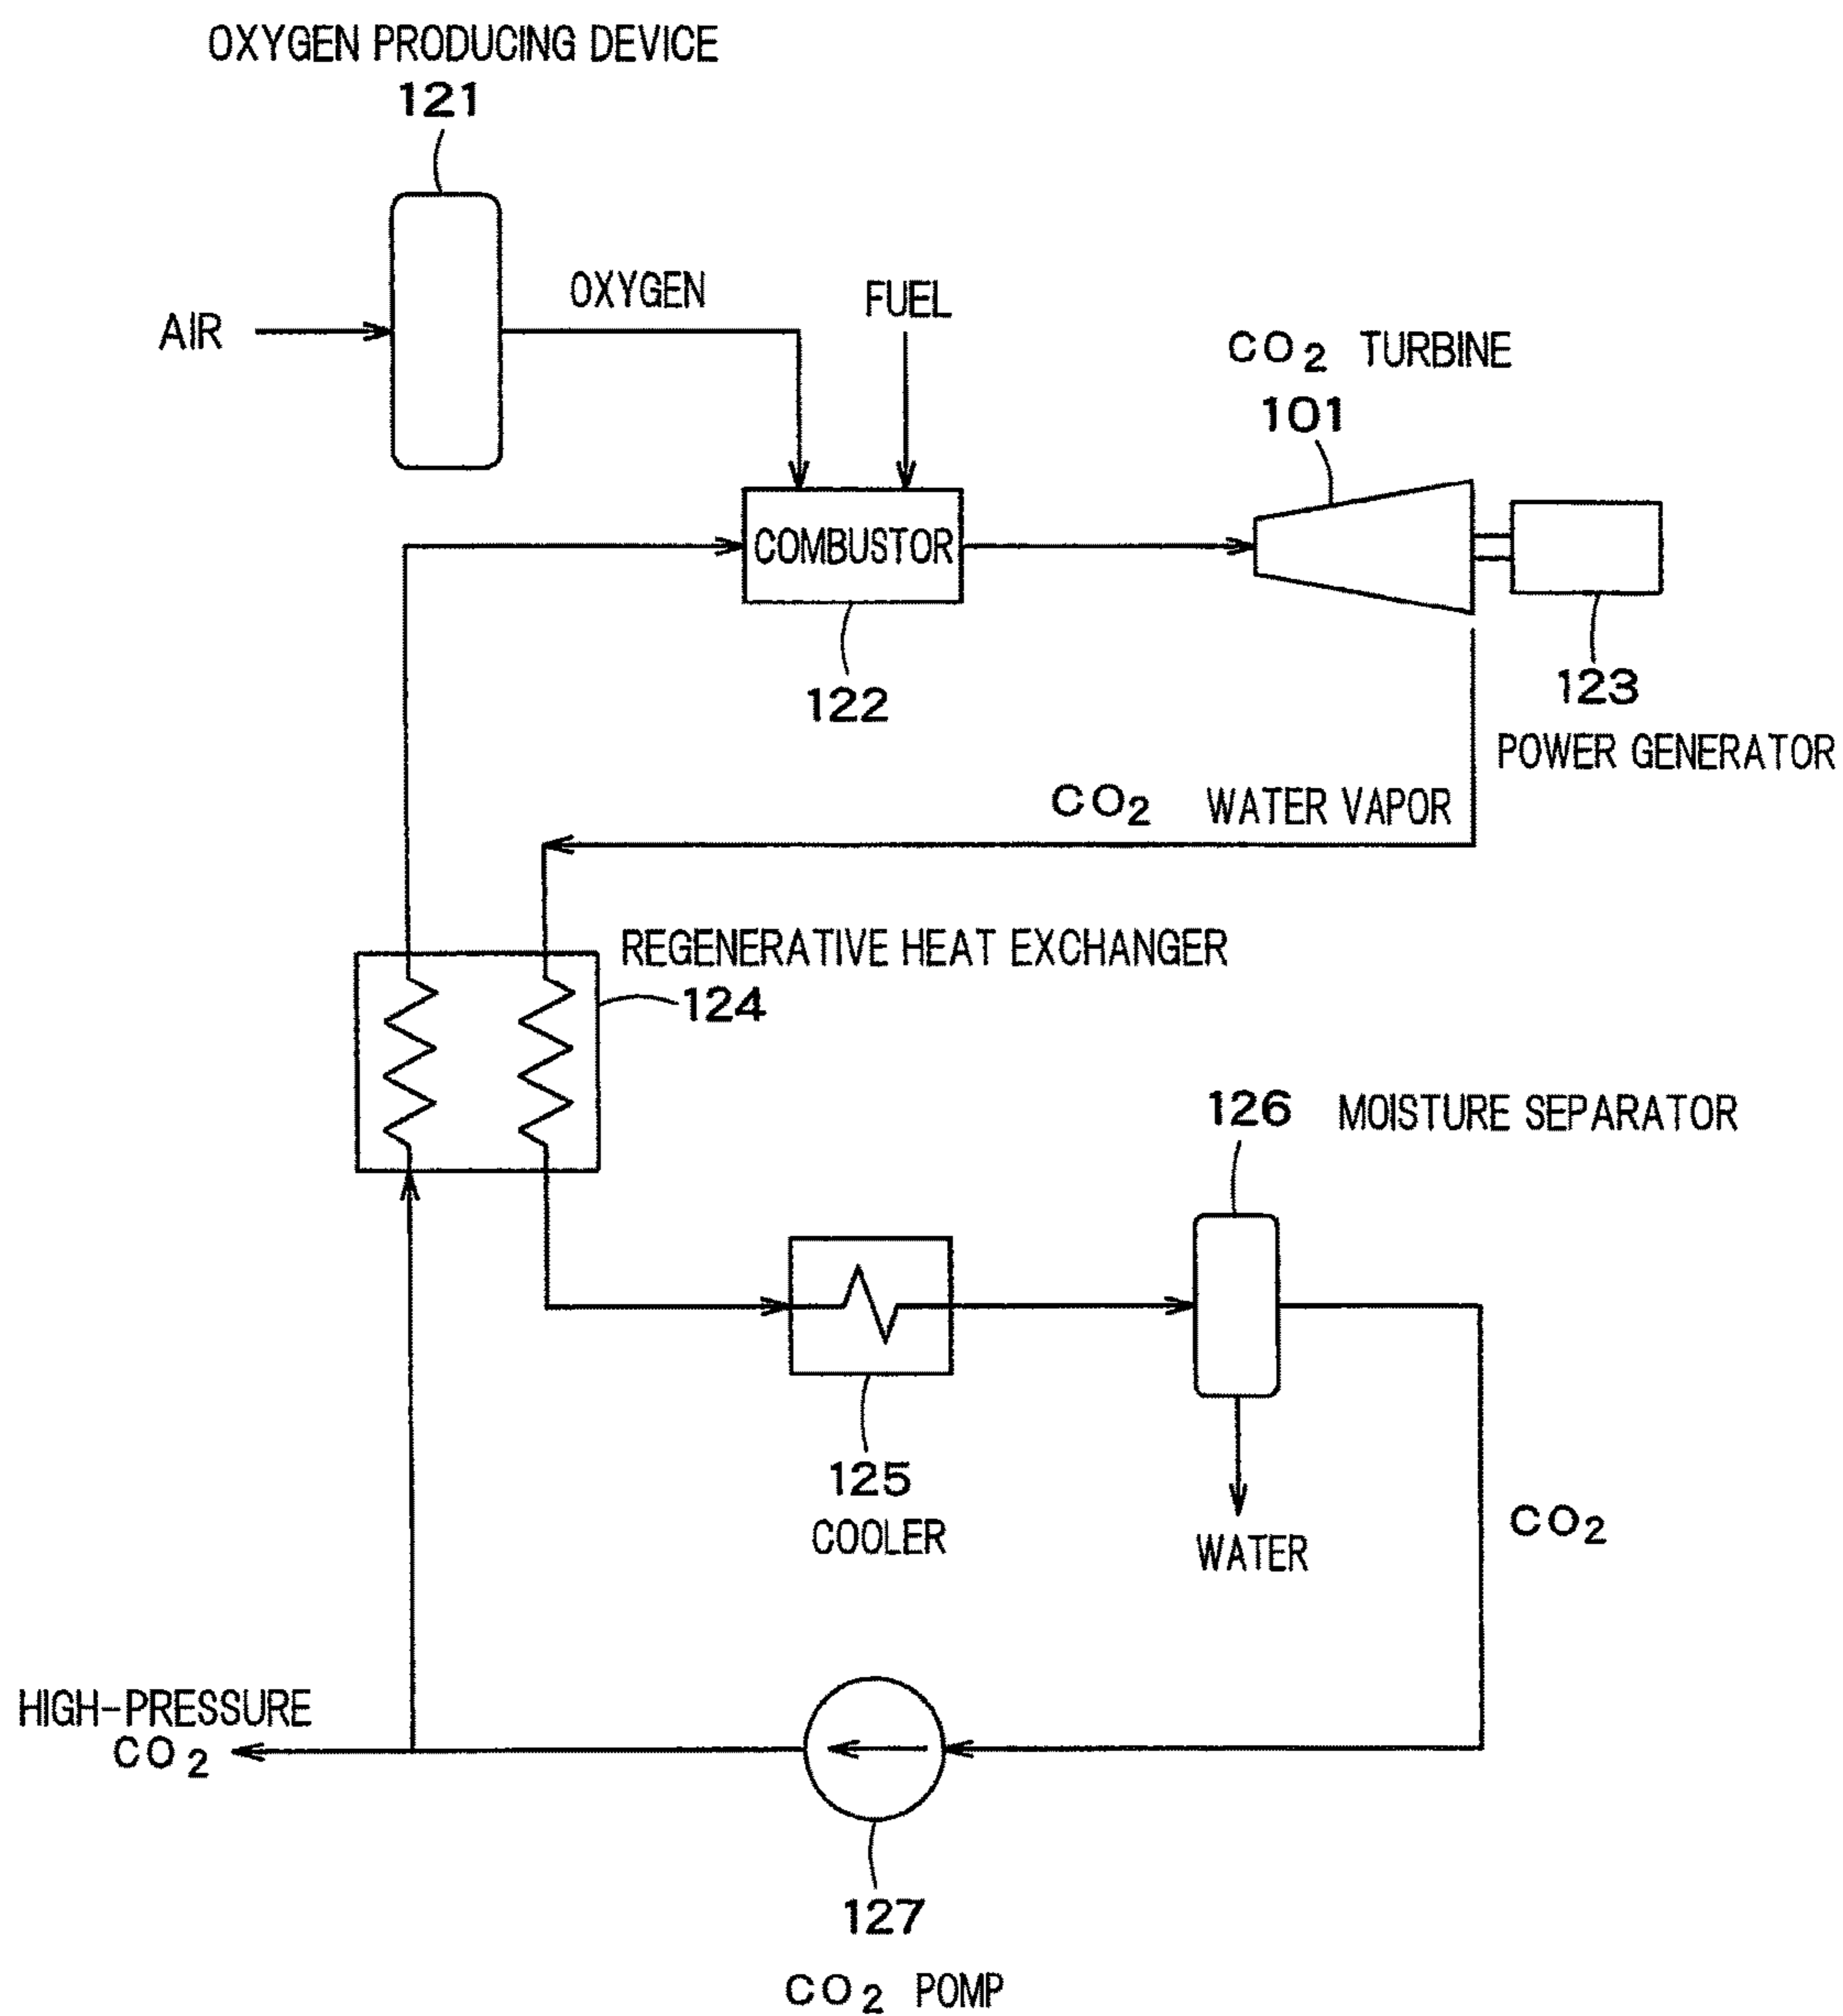 OXYGEN PRODUCING DEVICE
121
OXYGEN
FUEL
AIR
CO₂ TURBINE
101
COMBUSTOR
122
123
POWER GENERATOR
CO₂ WATER VAPOR
REGENERATIVE HEAT EXCHANGER
124
126 MOISTURE SEPARATOR
125
COOLER
WATER
CO₂
HIGH-PRESSURE
CO₂
127
CO₂ POMP